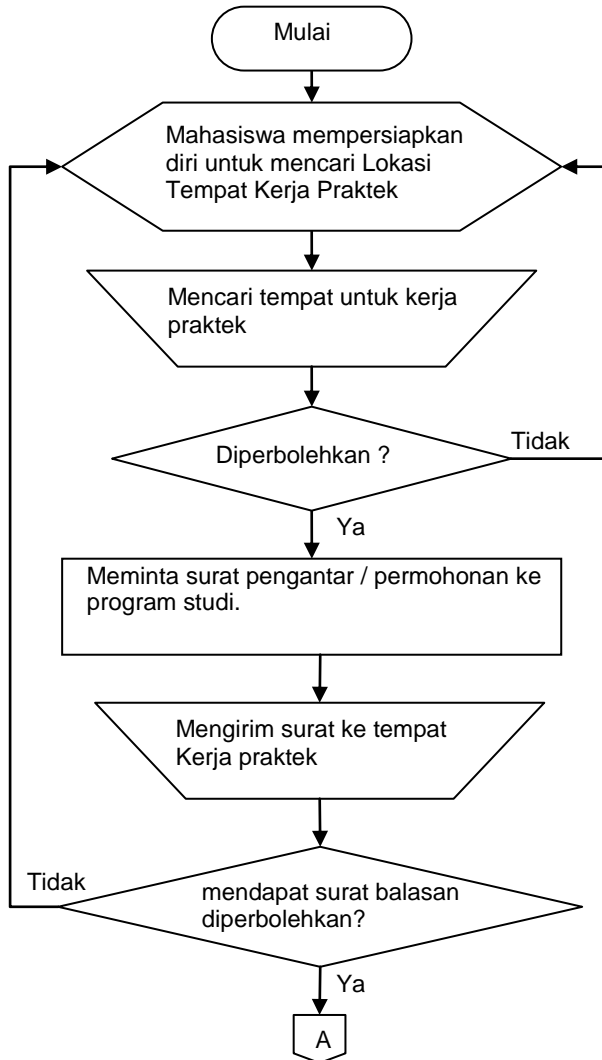 Mulai
Mahasiswa mempersiapkan
diri untuk mencari Lokasi
Tempat Kerja Praktek
Mencari tempat untuk kerja
praktek
Diperbolehkan ?
Tidak
Ya
Meminta surat pengantar / permohonan ke
program studi.
Mengirim surat ke tempat
Kerja praktek
Tidak
mendapat surat balasan
diperbolehkan?
Ya
A